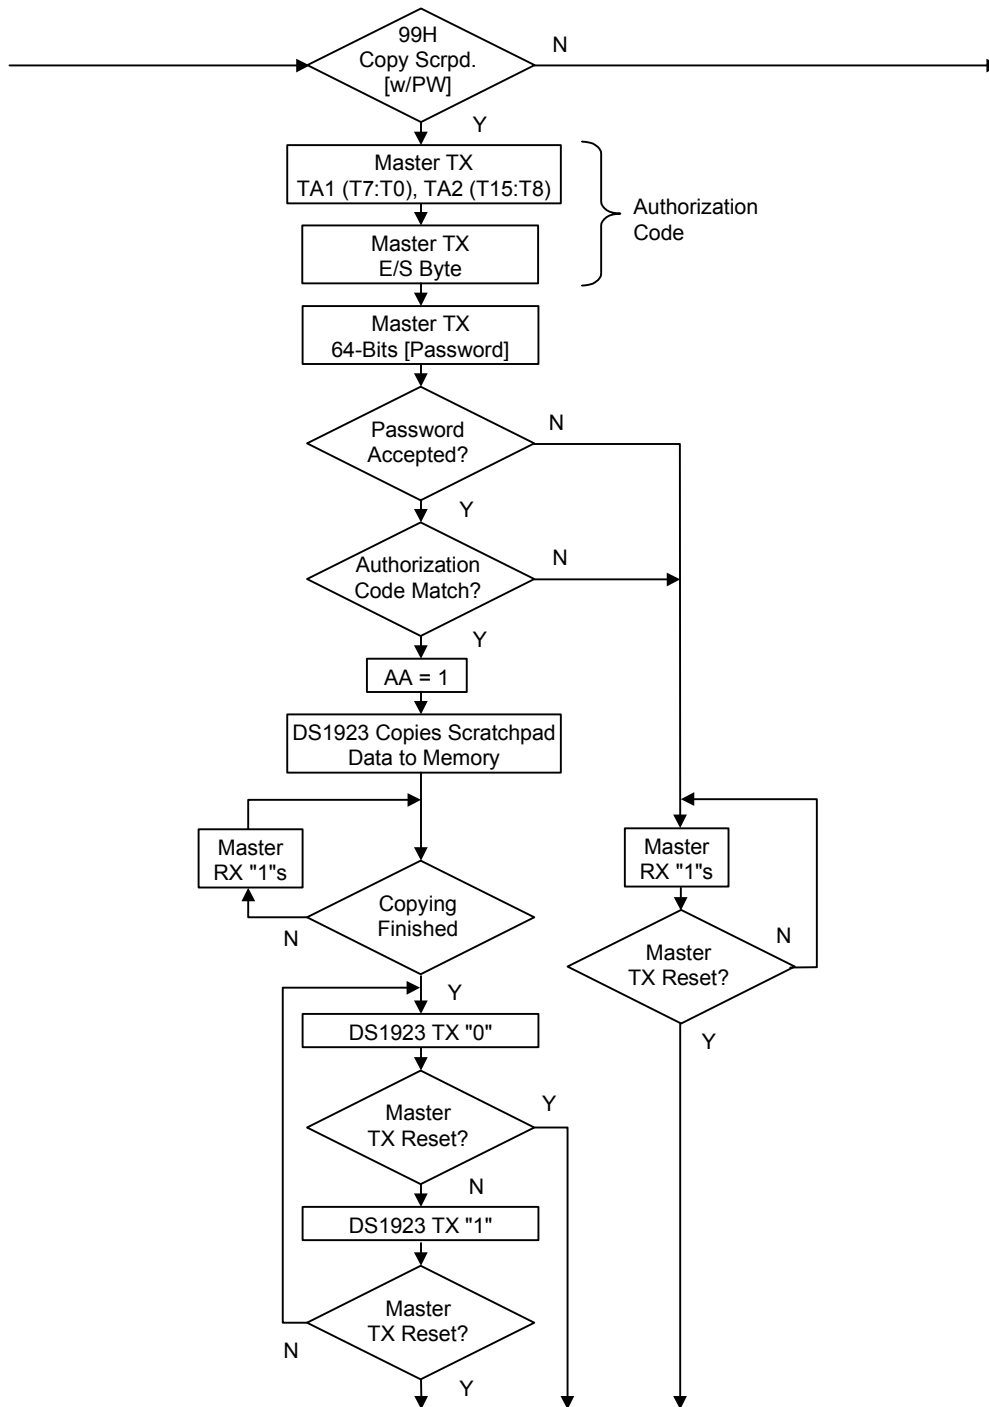 99H
Copy Scrpd.
[w/PW]
N
Y
Master TX
TA1 (T7:T0), TA2 (T15:T8)
Authorization
Code
Master TX
E/S Byte
Master TX
64-Bits [Password]
Password
Accepted?
N
Y
Authorization
Code Match?
N
Y
AA = 1
DS1923 Copies Scratchpad
Data to Memory
Master
RX "1"s
Copying
Finished
N
Y
Master
RX "1"s
Master
TX Reset?
N
Y
DS1923 TX "0"
Master
TX Reset?
Y
N
DS1923 TX "1"
Master
TX Reset?
N
Y